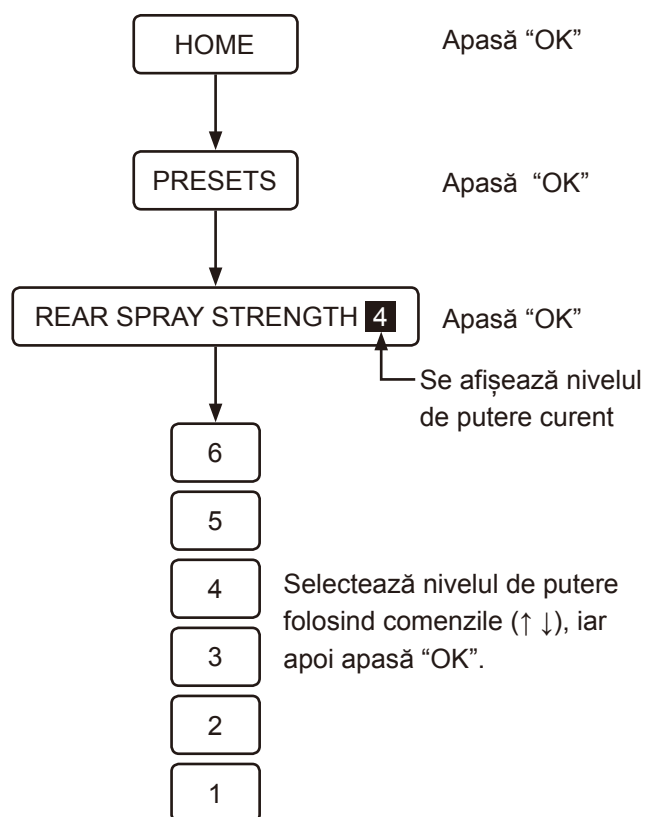 HOME
Apasă “OK”
PRESETS
Apasă “OK”
REAR SPRAY STRENGTH 4
Apasă “OK”
Se afișează nivelul
de putere curent
6
5
4
3
2
1
Selectează nivelul de putere
folosind comenzile (↑ ↓), iar
apoi apasă “OK”.